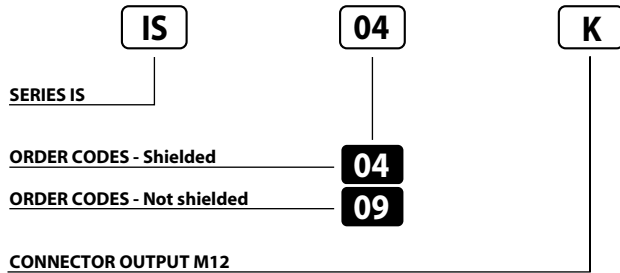 IS 04 K
SERIES IS
ORDER CODES - Shielded 04
ORDER CODES - Not shielded 09
CONNECTOR OUTPUT M12